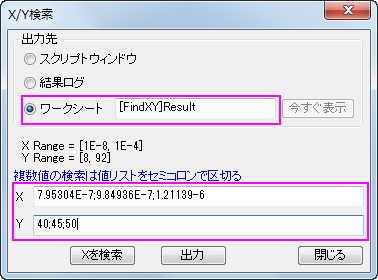 X/Y検索
出力先
スクリプトウィンドウ
結果ログ
ワークシート [FindXY]Result 今すぐ表示
X Range = [1E-8, 1E-4]
Y Range = [8, 92]
複数値の検索は値リストをセミコロンで区切る
X 7.95304E-7;9.84936E-7;1.21139-6
Y 40;45;50
Xを検索 出力 閉じる